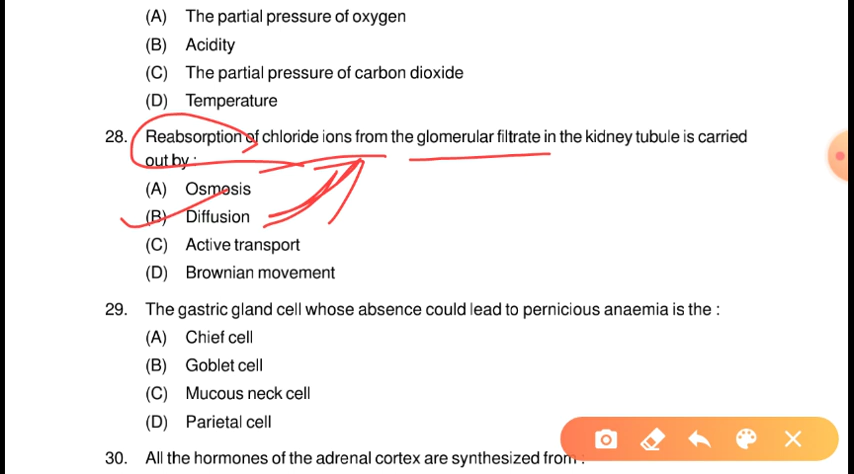 (A) The partial pressure of oxygen
(B) Acidity
(C) The partial pressure of carbon dioxide
(D) Temperature
28. Reabsorption of chloride ions from the glomerular filtrate in the kidney tubule is carried
out by :
(A) Osmosis
(B) Diffusion
(C) Active transport
(D) Brownian movement
29. The gastric gland cell whose absence could lead to pernicious anaemia is the :
(A) Chief cell
(B) Goblet cell
(C) Mucous neck cell
(D) Parietal cell
30. All the hormones of the adrenal cortex are synthesized from :